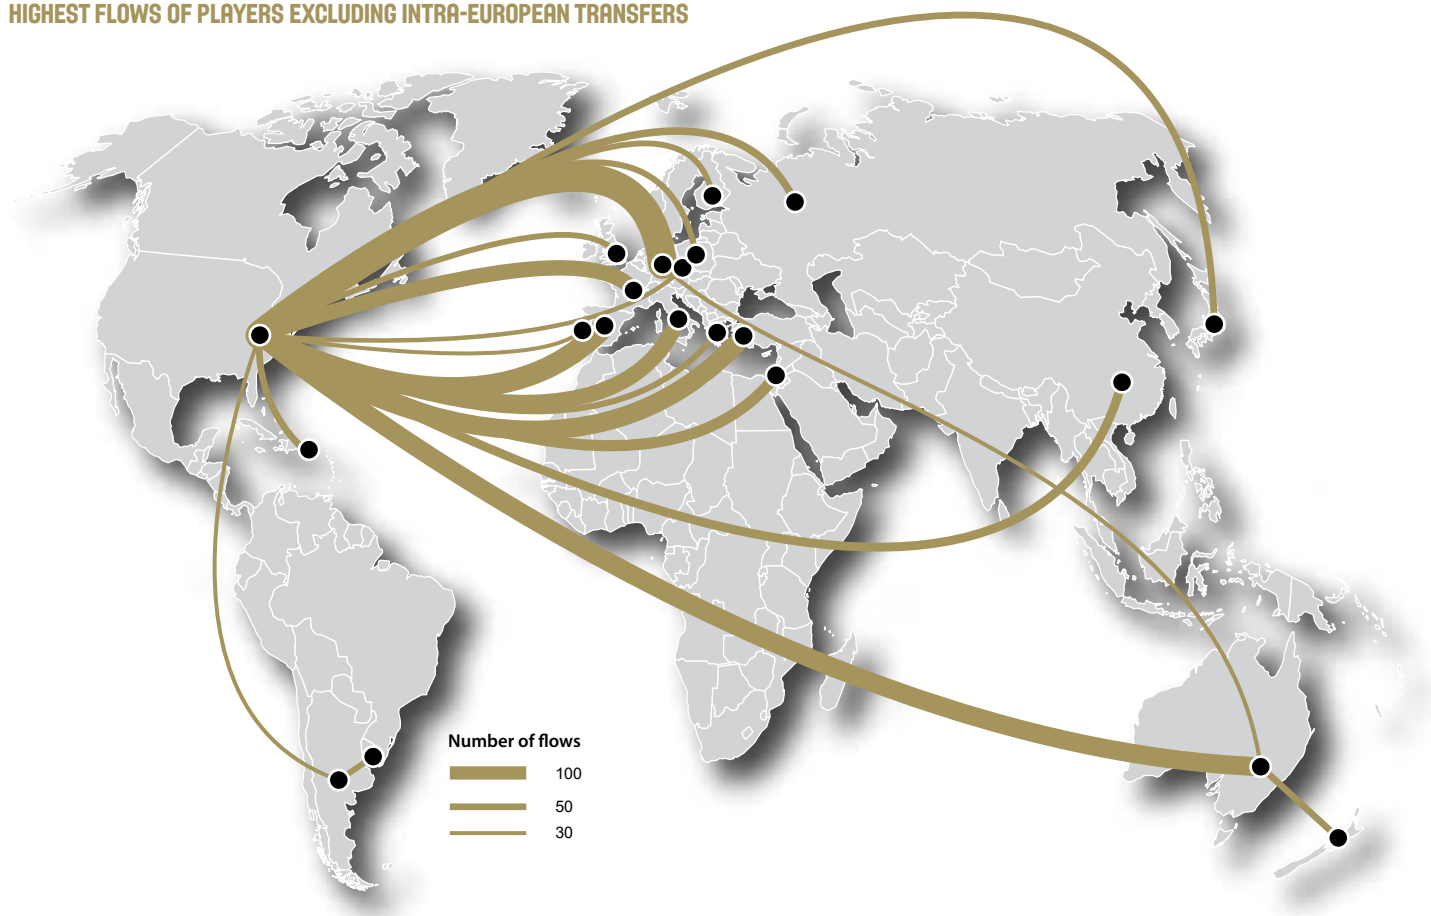 HIGHEST FLOWS OF PLAYERS EXCLUDING INTRA-EUROPEAN TRANSFERS
Number of flows
100
50
30